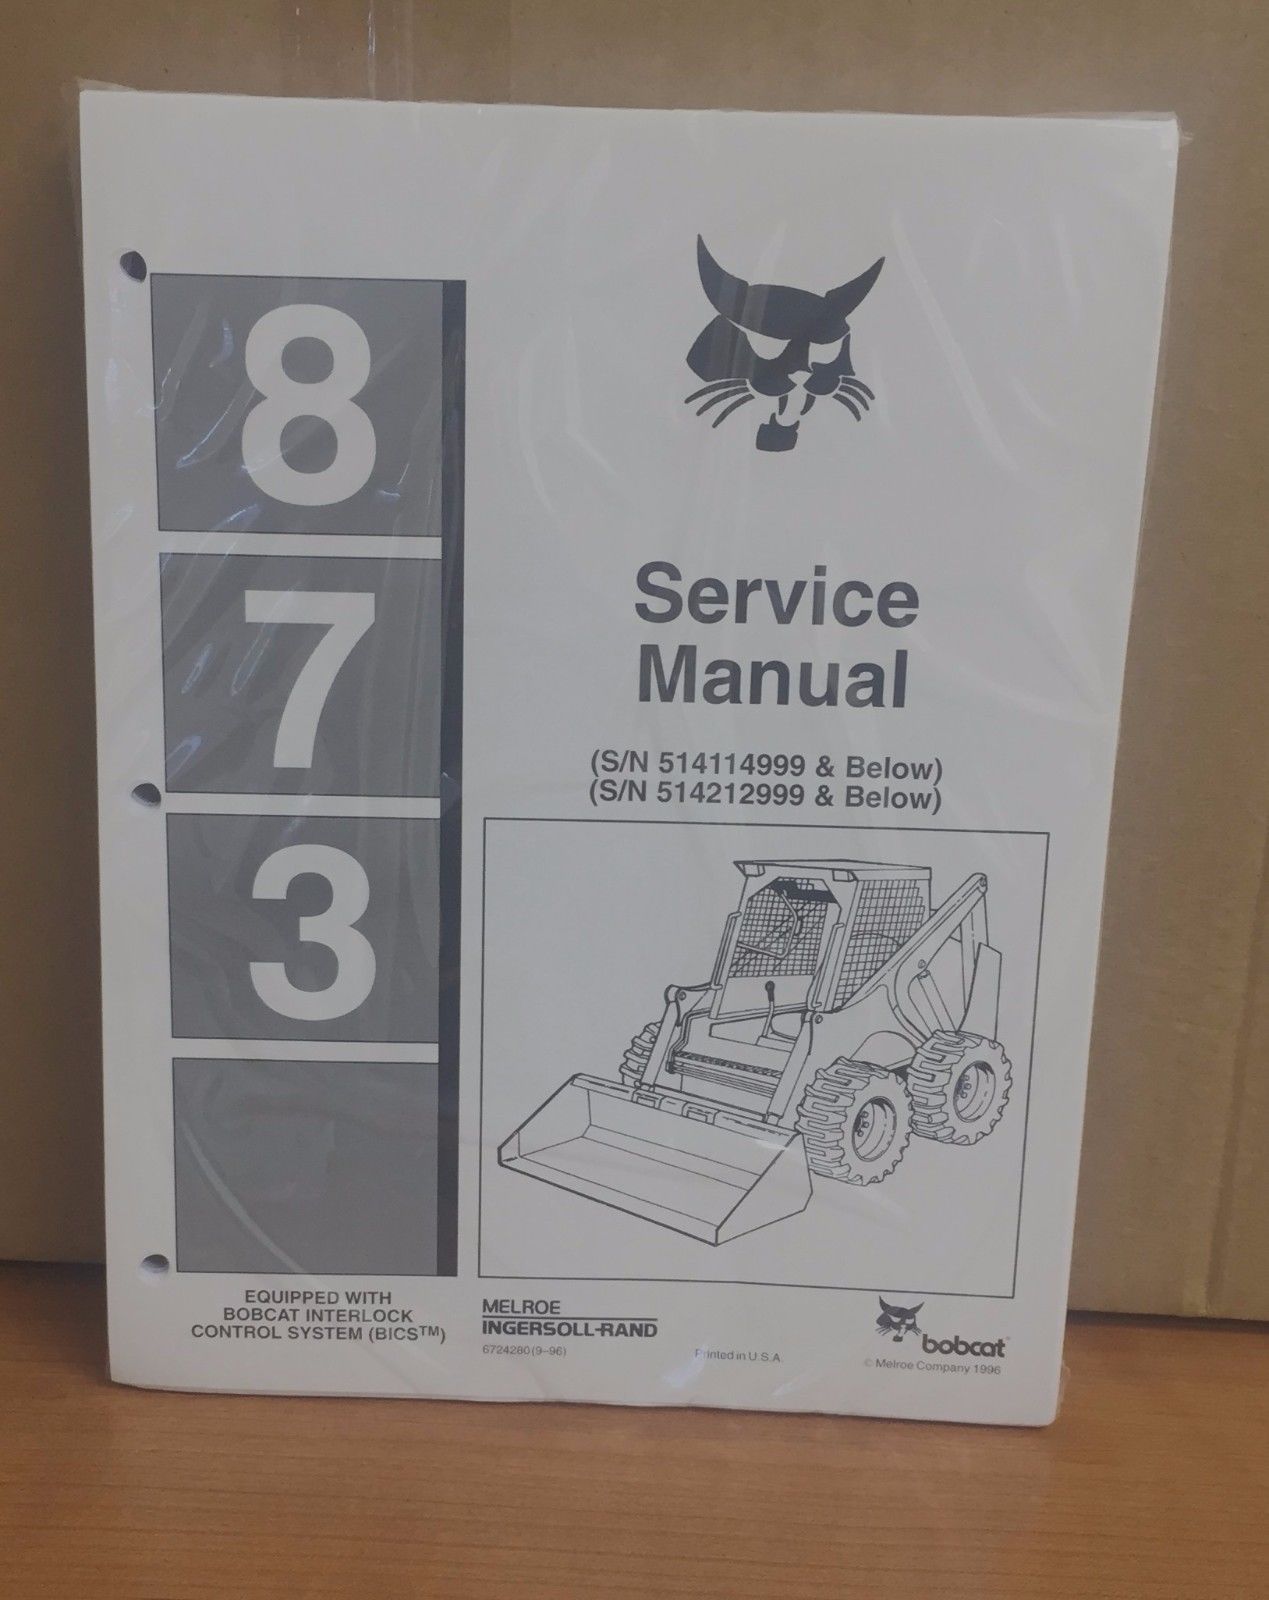 8
7
3
Service
Manual
(S/N 514114999 & Below)
(S/N 514212999 & Below)
EQUIPPED WITH
BOBCAT INTERLOCK
CONTROL SYSTEM (BICS™)
MELROE
INGERSOLL-RAND
6724280 (9–96)
Printed in U.S.A.
bobcat®
© Melroe Company 1996